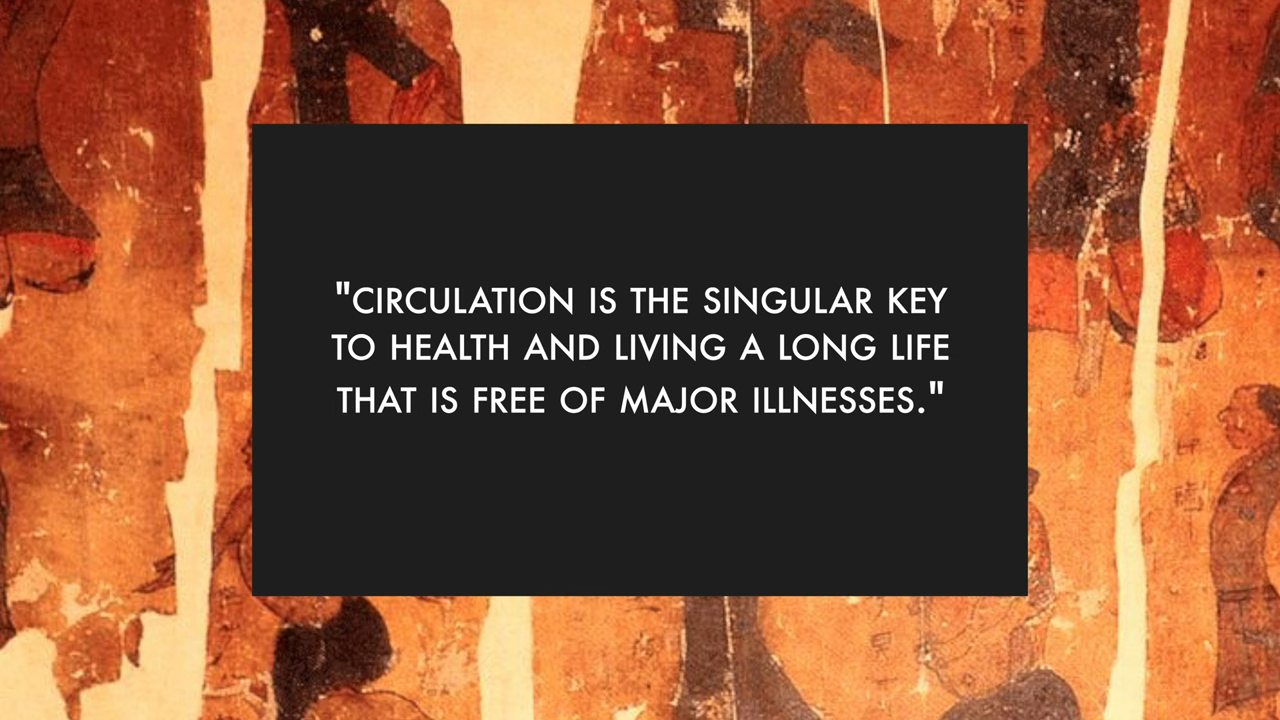 "CIRCULATION IS THE SINGULAR KEY
TO HEALTH AND LIVING A LONG LIFE
THAT IS FREE OF MAJOR ILLNESSES."